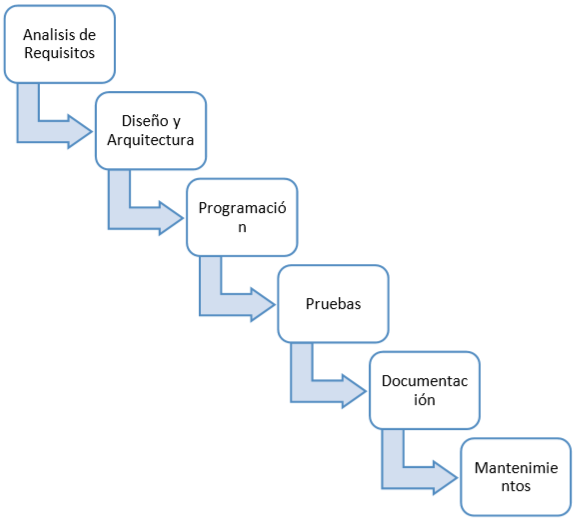 Analisis de
Requisitos
Diseño y
Arquitectura
Programació
n
Pruebas
Documentac
ión
Mantenimie
ntos